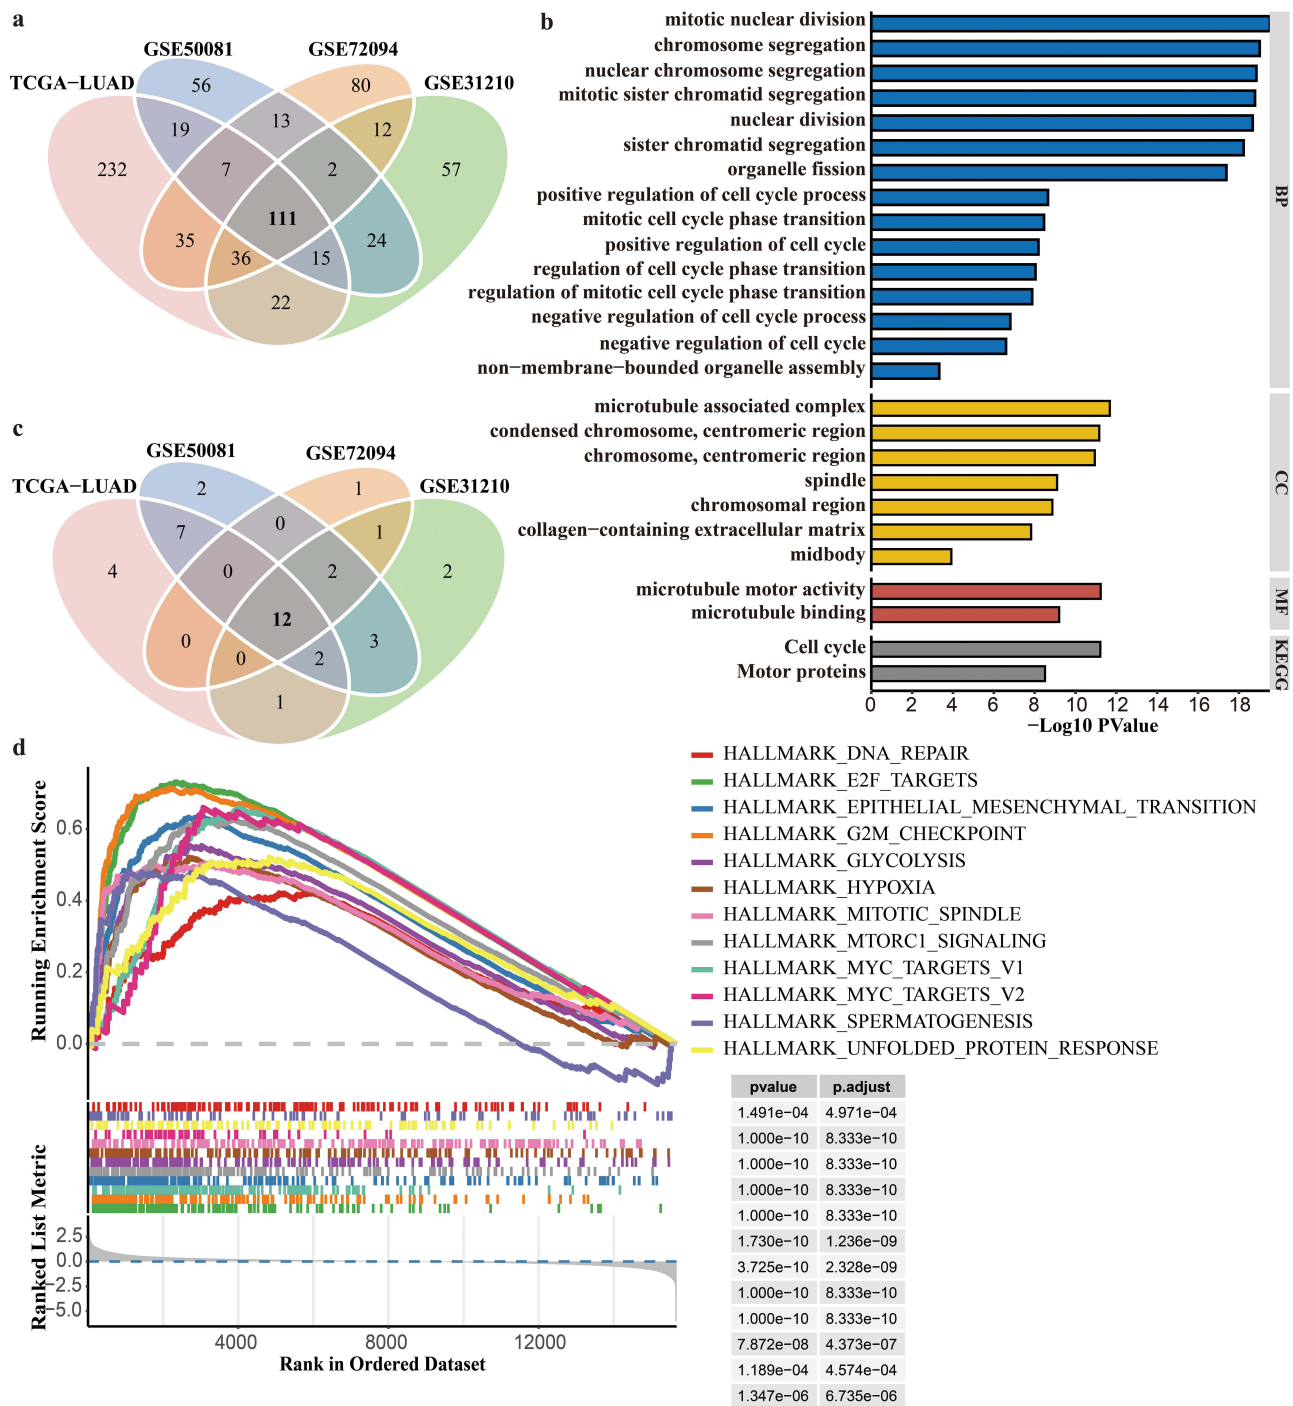 a
GSE50081
GSE72094
TCGA−LUAD
GSE31210
56
80
19
13
12
232
7
2
57
111
35
36
15
24
22
b
mitotic nuclear division
chromosome segregation
nuclear chromosome segregation
mitotic sister chromatid segregation
nuclear division
sister chromatid segregation
organelle fission
positive regulation of cell cycle process
mitotic cell cycle phase transition
positive regulation of cell cycle
regulation of cell cycle phase transition
regulation of mitotic cell cycle phase transition
negative regulation of cell cycle process
negative regulation of cell cycle
non−membrane−bounded organelle assembly
BP
microtubule associated complex
condensed chromosome, centromeric region
chromosome, centromeric region
spindle
chromosomal region
collagen−containing extracellular matrix
midbody
CC
microtubule motor activity
microtubule binding
MF
Cell cycle
Motor proteins
KEGG
0 2 4 6 8 10 12 14 16 18
−Log10 PValue
c
GSE50081
GSE72094
TCGA−LUAD
GSE31210
2
1
7
0
1
4
0
2
2
12
0
0
2
3
1
d
Running Enrichment Score
0.6
0.4
0.2
0.0
Ranked List Metric
2.5
0.0
−2.5
−5.0
4000 8000 12000
Rank in Ordered Dataset
HALLMARK_DNA_REPAIR
HALLMARK_E2F_TARGETS
HALLMARK_EPITHELIAL_MESENCHYMAL_TRANSITION
HALLMARK_G2M_CHECKPOINT
HALLMARK_GLYCOLYSIS
HALLMARK_HYPOXIA
HALLMARK_MITOTIC_SPINDLE
HALLMARK_MTORC1_SIGNALING
HALLMARK_MYC_TARGETS_V1
HALLMARK_MYC_TARGETS_V2
HALLMARK_SPERMATOGENESIS
HALLMARK_UNFOLDED_PROTEIN_RESPONSE
pvalue p.adjust
1.491e−04 4.971e−04
1.000e−10 8.333e−10
1.000e−10 8.333e−10
1.000e−10 8.333e−10
1.000e−10 8.333e−10
1.730e−10 1.236e−09
3.725e−10 2.328e−09
1.000e−10 8.333e−10
1.000e−10 8.333e−10
7.872e−08 4.373e−07
1.189e−04 4.574e−04
1.347e−06 6.735e−06